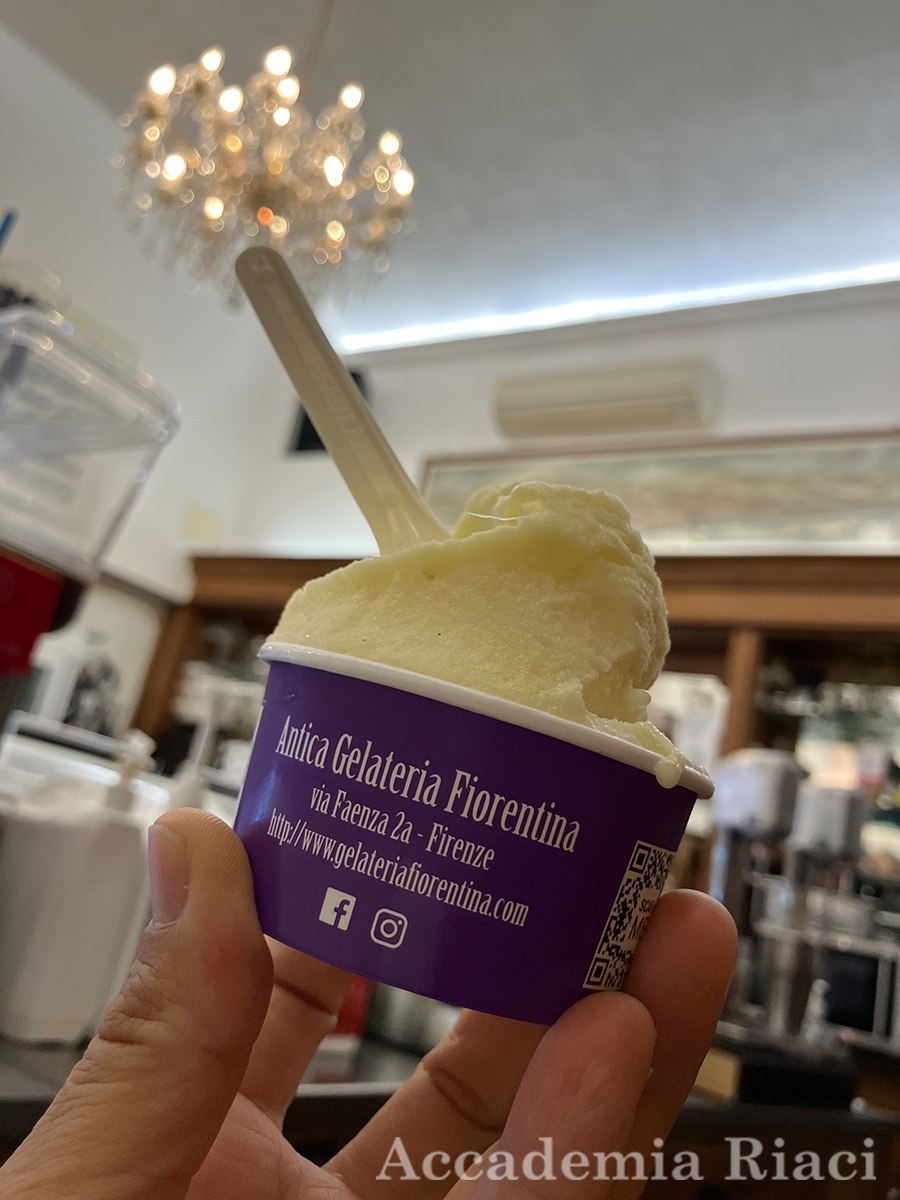 Antica Gelateria Fiorentina
via Faenza 2a - Firenze
http://www.gelateriafiorentina.com
Accademia Riaci